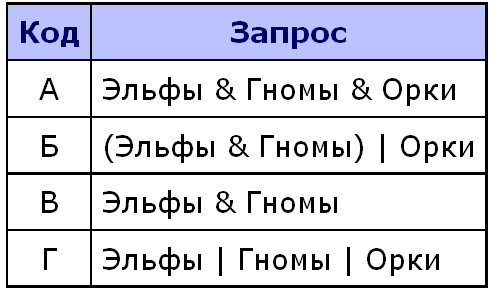 Код Запрос
А Эльфы & Гномы & Орки
Б (Эльфы & Гномы) | Орки
В Эльфы & Гномы
Г Эльфы | Гномы | Орки